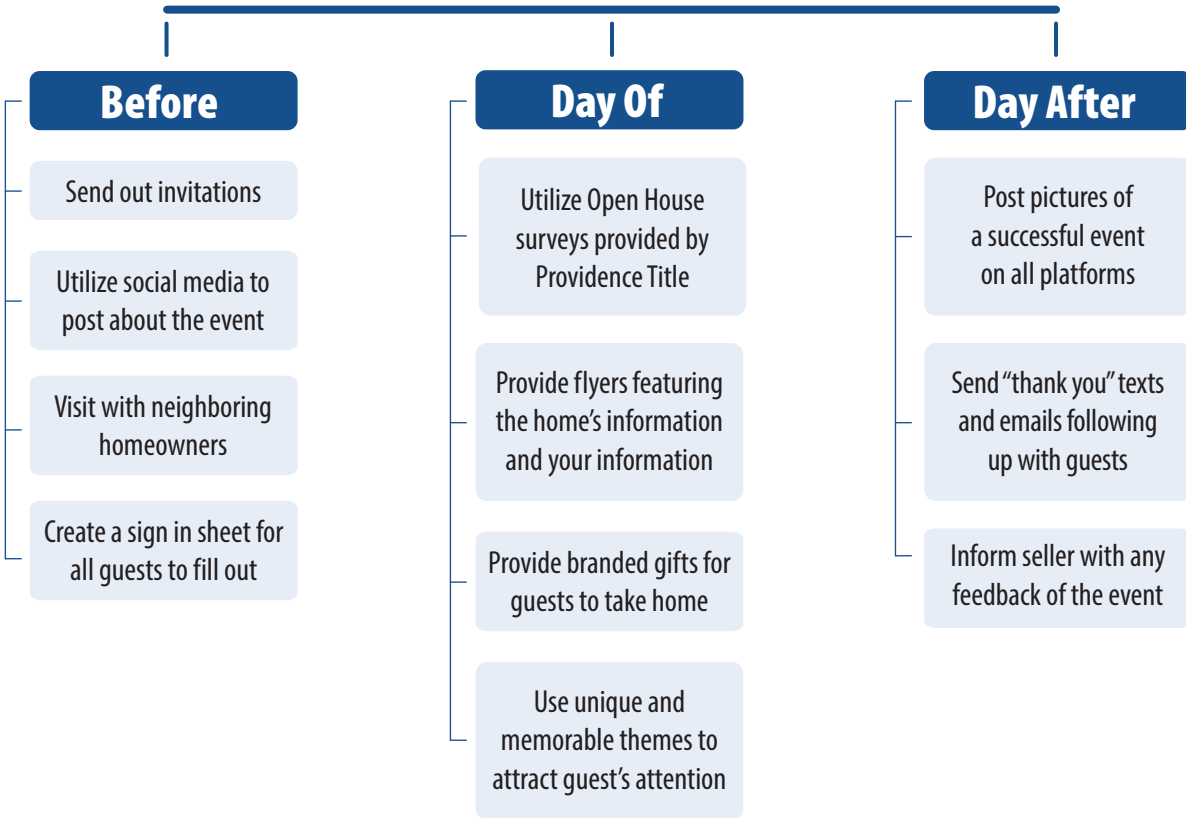 Before
Send out invitations
Utilize social media to
post about the event
Visit with neighboring
homeowners
Create a sign in sheet for
all guests to fill out
Day Of
Utilize Open House
surveys provided by
Providence Title
Provide flyers featuring
the home’s information
and your information
Provide branded gifts for
guests to take home
Use unique and
memorable themes to
attract guest’s attention
Day After
Post pictures of
a successful event
on all platforms
Send “thank you” texts
and emails following
up with guests
Inform seller with any
feedback of the event